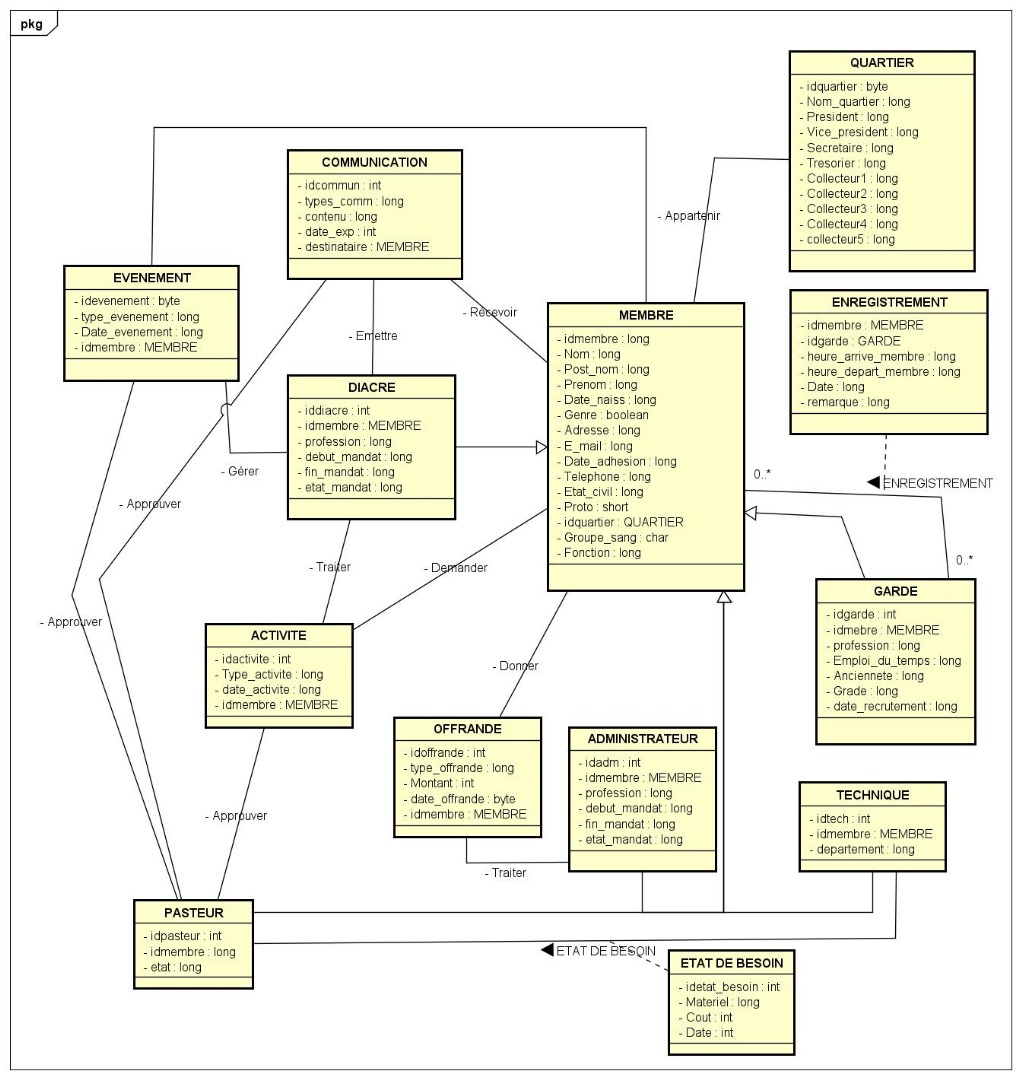 pkg
QUARTIER
- idquartier : byte
- Nom_quartier : long
- President : long
- Vice_president : long
- Secretaire : long
- Tresorier : long
- Collecteur1 : long
- Collecteur2 : long
- Collecteur3 : long
- Collecteur4 : long
- collecteur5 : long
COMMUNICATION
- idcommun : int
- types_comm : long
- contenu : long
- date_exp : int
- destinataire : MEMBRE
- Appartenir
EVENEMENT
- idevenement : byte
- type_evenement : long
- Date_evenement : long
- idmembre : MEMBRE
ENREGISTREMENT
- idmembre : MEMBRE
- idgarde : GARDE
- heure_arrive_membre : long
- heure_depart_membre : long
- Date : long
- remarque : long
- Recevoir
- Emettre
MEMBRE
- idmembre : long
- Nom : long
- Post_nom : long
- Prenom : long
- Date_naiss : long
- Genre : boolean
- Adresse : long
- E_mail : long
- Date_adhesion : long
- Telephone : long
- Etat_civil : long
- Proto : short
- idquartier : QUARTIER
- Groupe_sang : char
- Fonction : long
DIACRE
- iddiacre : int
- idmembre : MEMBRE
- profession : long
- debut_mandat : long
- fin_mandat : long
- etat_mandat : long
- Gérer
0..*
ENREGISTREMENT
- Approuver
0..*
- Traiter
- Demander
GARDE
- idgarde : int
- idmebre : MEMBRE
- profession : long
- Emploi_du_temps : long
- Anciennete : long
- Grade : long
- date_recrutement : long
- Approuver
ACTIVITE
- idactivite : int
- Type_activite : long
- date_activite : long
- idmembre : MEMBRE
- Donner
OFFRANDE
- idoffrande : int
- type_offrande : long
- Montant : int
- date_offrande : byte
- idmembre : MEMBRE
ADMINISTRATEUR
- idadm : int
- idmembre : MEMBRE
- profession : long
- debut_mandat : long
- fin_mandat : long
- etat_mandat : long
TECHNIQUE
- idtech : int
- idmembre : MEMBRE
- departement : long
- Approuver
- Traiter
PASTEUR
- idpasteur : int
- idmembre : long
- etat : long
ETAT DE BESOIN
ETAT DE BESOIN
- idetat_besoin : int
- Materiel : long
- Cout : int
- Date : int